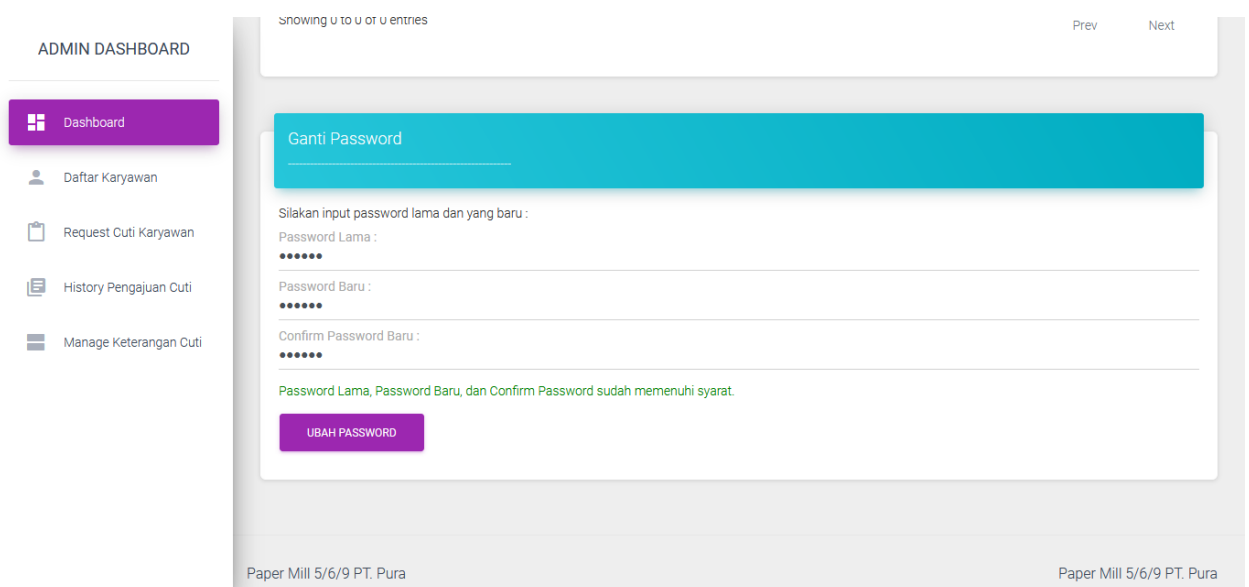 Showing 0 to 0 of 0 entries
Prev Next
ADMIN DASHBOARD
Dashboard
Daftar Karyawan
Request Cuti Karyawan
History Pengajuan Cuti
Manage Keterangan Cuti
Ganti Password
Silakan input password lama dan yang baru :
Password Lama :
••••••
Password Baru :
••••••
Confirm Password Baru :
••••••
Password Lama, Password Baru, dan Confirm Password sudah memenuhi syarat.
UBAH PASSWORD
Paper Mill 5/6/9 PT. Pura
Paper Mill 5/6/9 PT. Pura